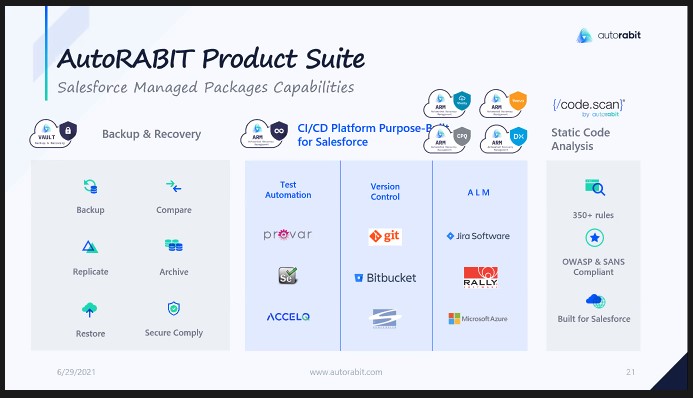 autorabit
AutoRABIT Product Suite
Salesforce Managed Packages Capabilities
ARM
ARM
{/code.scan}
by autorabit
VAULT
Backup & Recovery
Backup & Recovery
ARM
CI/CD Platform Purpose-B
for Salesforce
ARM
CPQ
ARM
DX
Static Code
Analysis
Backup
Compare
Replicate
Archive
Restore
Secure Comply
Test
Automation
Version
Control
ALM
provar
git
Jira Software
Se
Bitbucket
RALLY
ACCELQ
Microsoft Azure
350+ rules
OWASP & SANS
Compliant
Built for Salesforce
6/29/2021
www.autorabit.com
21